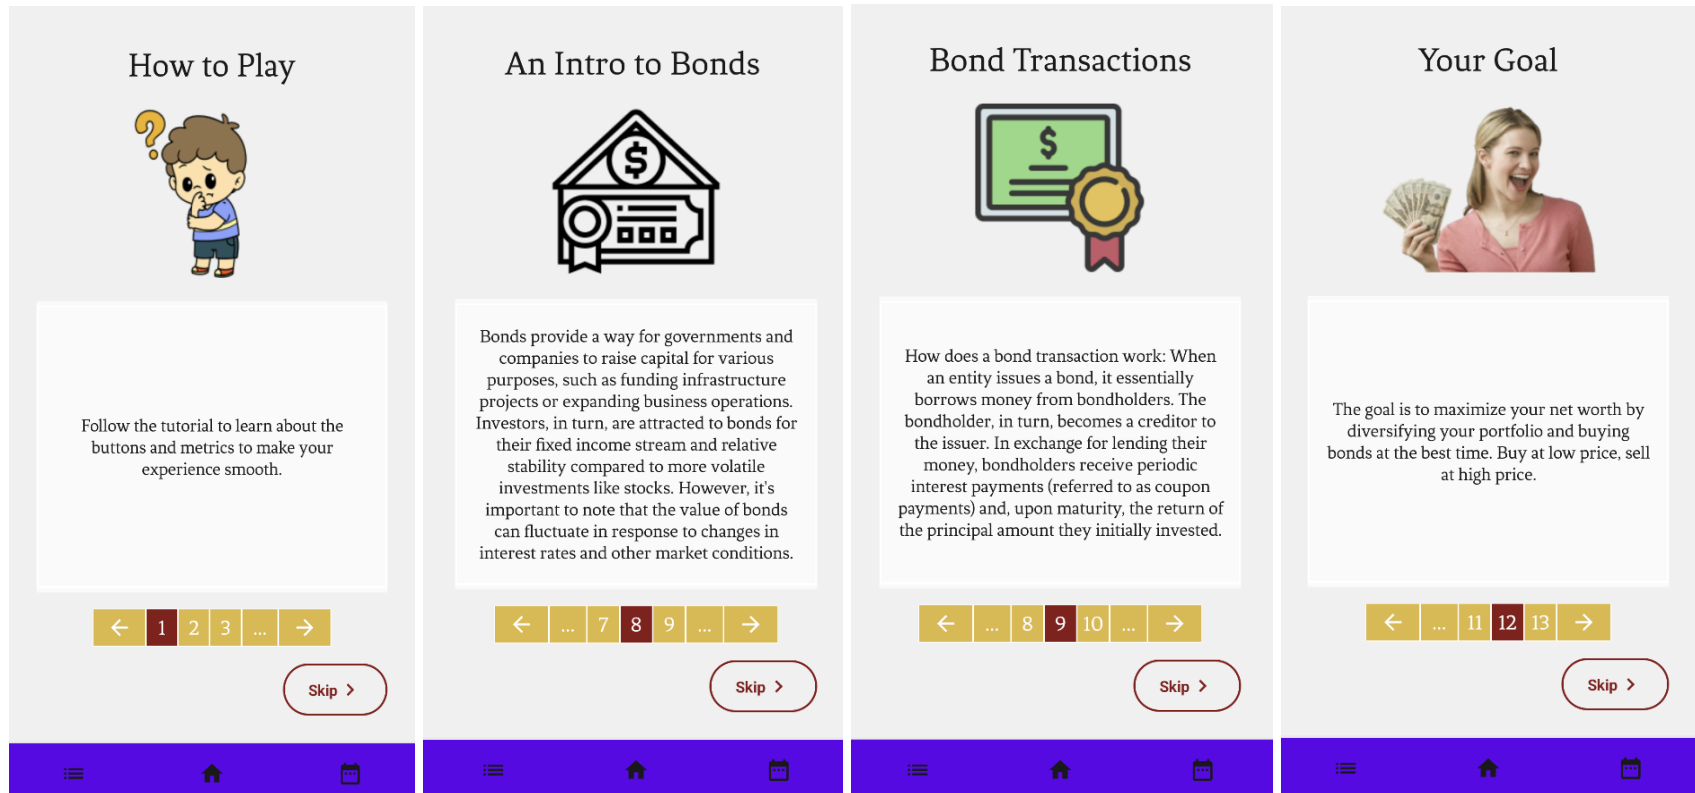 How to Play
?
Follow the tutorial to learn about the
buttons and metrics to make your
experience smooth.
← 1 2 3 ... →
Skip >
An Intro to Bonds
$
Bonds provide a way for governments and
companies to raise capital for various
purposes, such as funding infrastructure
projects or expanding business operations.
Investors, in turn, are attracted to bonds for
their fixed income stream and relative
stability compared to more volatile
investments like stocks. However, it's
important to note that the value of bonds
can fluctuate in response to changes in
interest rates and other market conditions.
← ... 7 8 9 ... →
Skip >
Bond Transactions
$
How does a bond transaction work: When
an entity issues a bond, it essentially
borrows money from bondholders. The
bondholder, in turn, becomes a creditor to
the issuer. In exchange for lending their
money, bondholders receive periodic
interest payments (referred to as coupon
payments) and, upon maturity, the return of
the principal amount they initially invested.
← ... 8 9 10 ... →
Skip >
Your Goal
The goal is to maximize your net worth by
diversifying your portfolio and buying
bonds at the best time. Buy at low price, sell
at high price.
← ... 11 12 13 →
Skip >